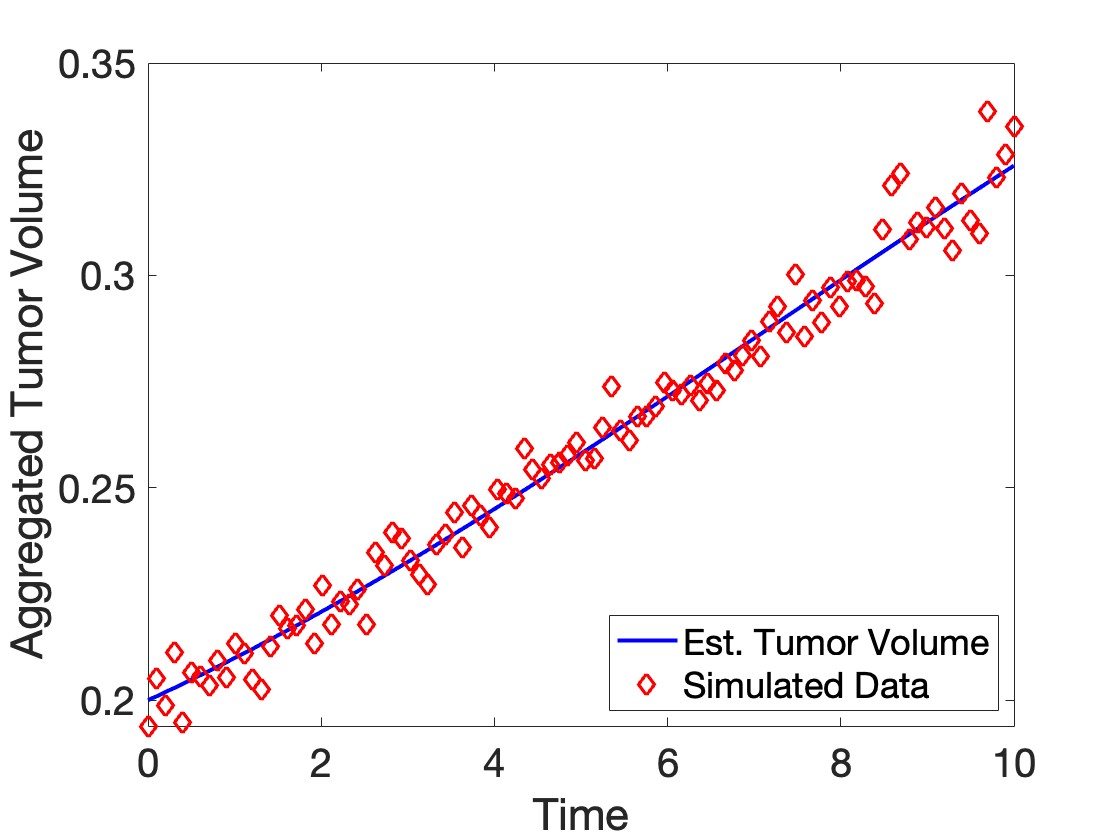 Aggregated Tumor Volume
0.35
0.3
0.25
0.2
0 2 4 6 8 10
Time
Est. Tumor Volume
Simulated Data